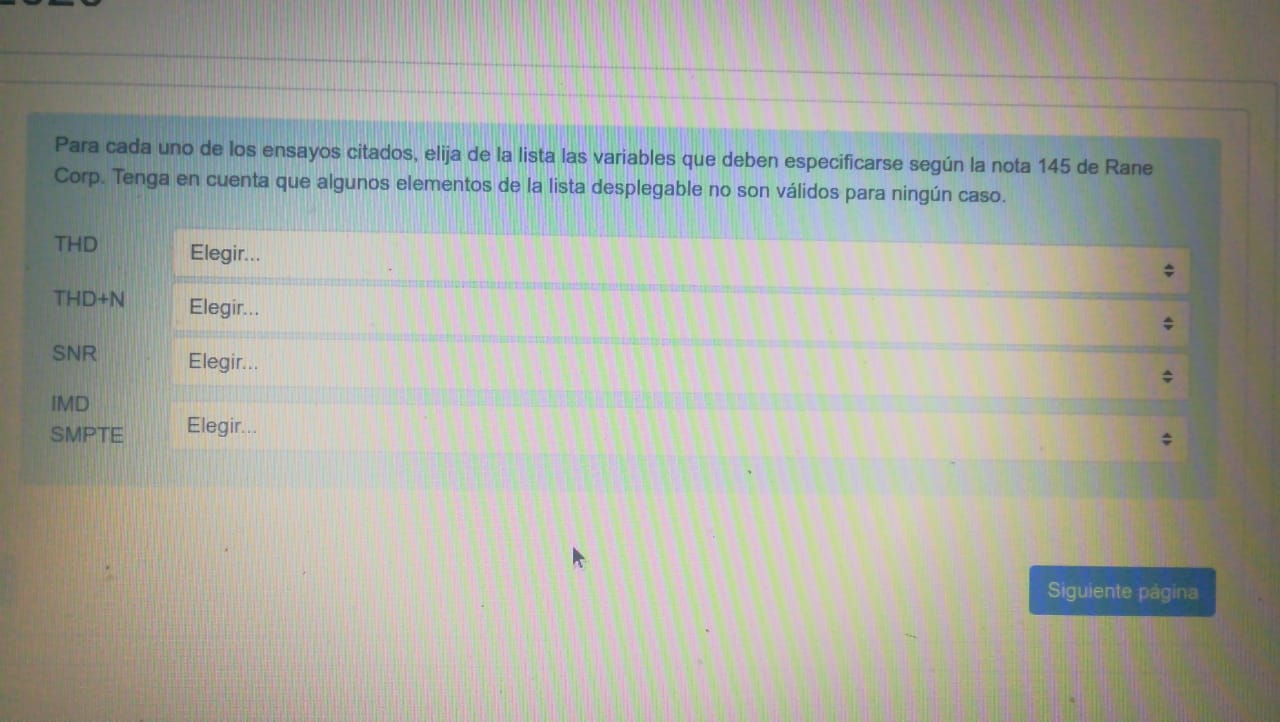 Para cada uno de los ensayos citados, elija de la lista las variables que deben especificarse según la nota 145 de Rane
Corp. Tenga en cuenta que algunos elementos de la lista desplegable no son válidos para ningún caso.
THD
Elegir...
THD+N
Elegir...
SNR
Elegir...
IMD
SMPTE
Elegir...
Siguiente página